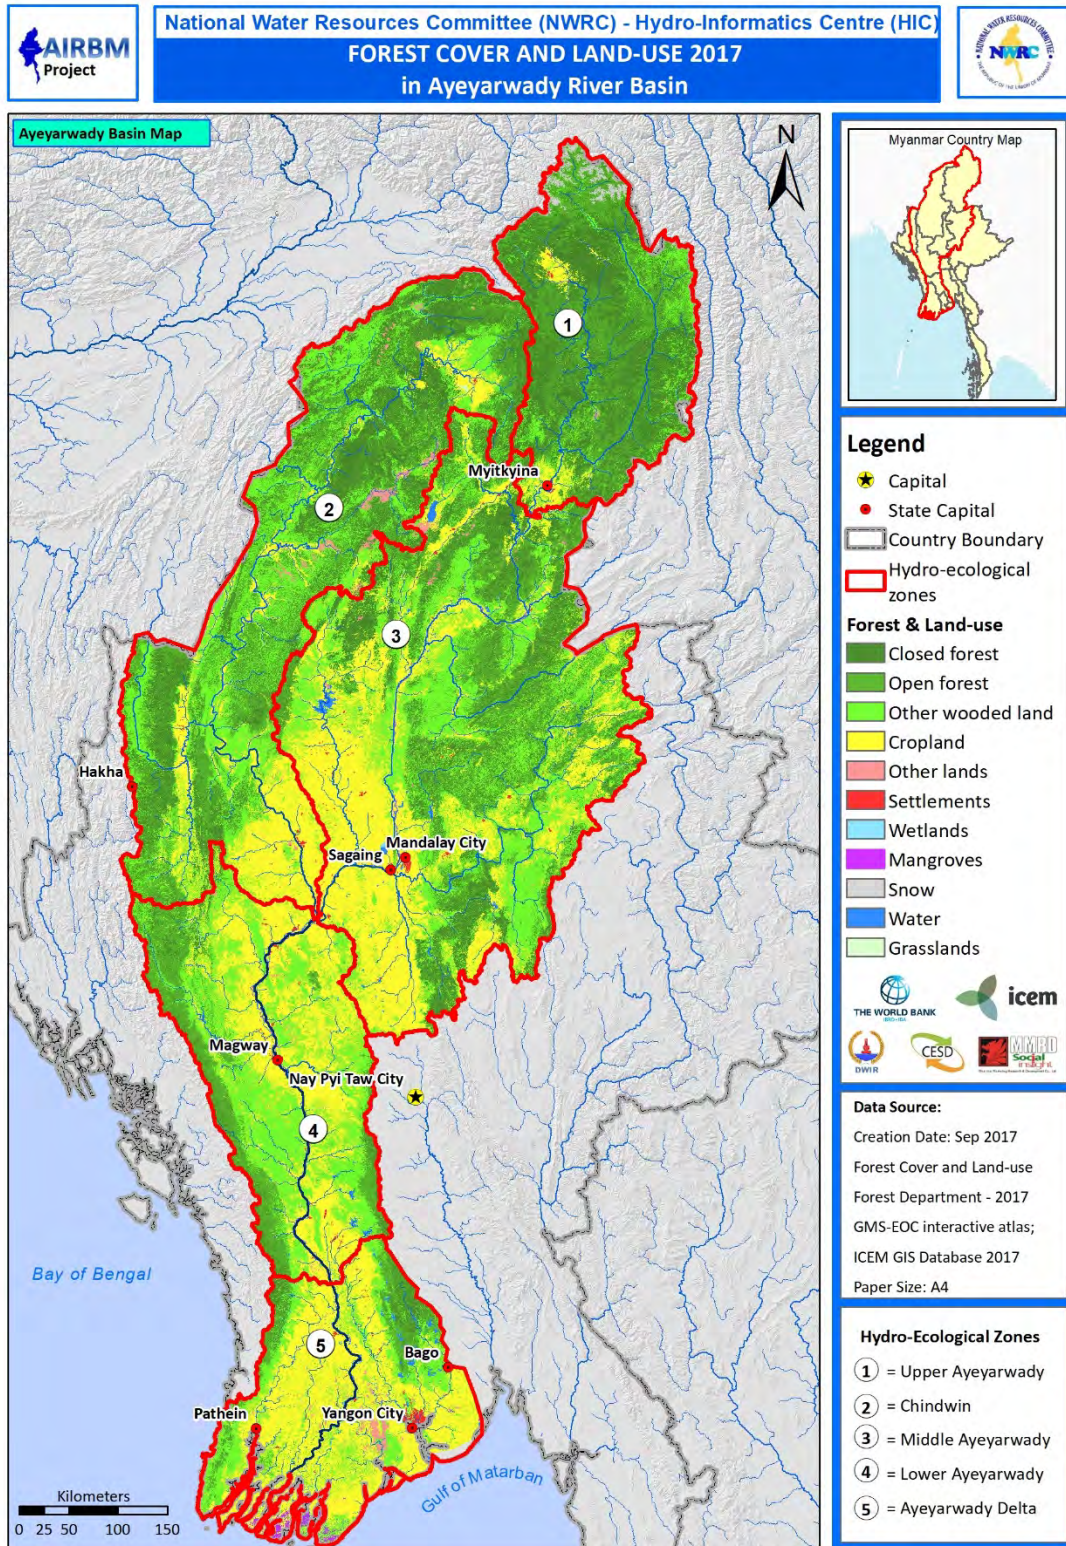 AIRBM
Project
National Water Resources Committee (NWRC) - Hydro-Informatics Centre (HIC)
FOREST COVER AND LAND-USE 2017
in Ayeyarwady River Basin
NATIONAL WATER RESOURCES COMMITTEE
NWRC
Ayeyarwady Basin Map
N
1
2
3
4
5
Myitkyina
Hakha
Mandalay City
Sagaing
Magway
Nay Pyi Taw City
Bago
Pathein
Yangon City
Bay of Bengal
Gulf of Matarban
Kilometers
0 25 50 100 150
Myanmar Country Map
Legend
Capital
State Capital
Country Boundary
Hydro-ecological
zones
Forest & Land-use
Closed forest
Open forest
Other wooded land
Cropland
Other lands
Settlements
Wetlands
Mangroves
Snow
Water
Grasslands
THE WORLD BANK
icem
DWIR
CESD
MMRD
Social
insight
Data Source:
Creation Date: Sep 2017
Forest Cover and Land-use
Forest Department - 2017
GMS-EOC interactive atlas;
ICEM GIS Database 2017
Paper Size: A4
Hydro-Ecological Zones
1 = Upper Ayeyarwady
2 = Chindwin
3 = Middle Ayeyarwady
4 = Lower Ayeyarwady
5 = Ayeyarwady Delta